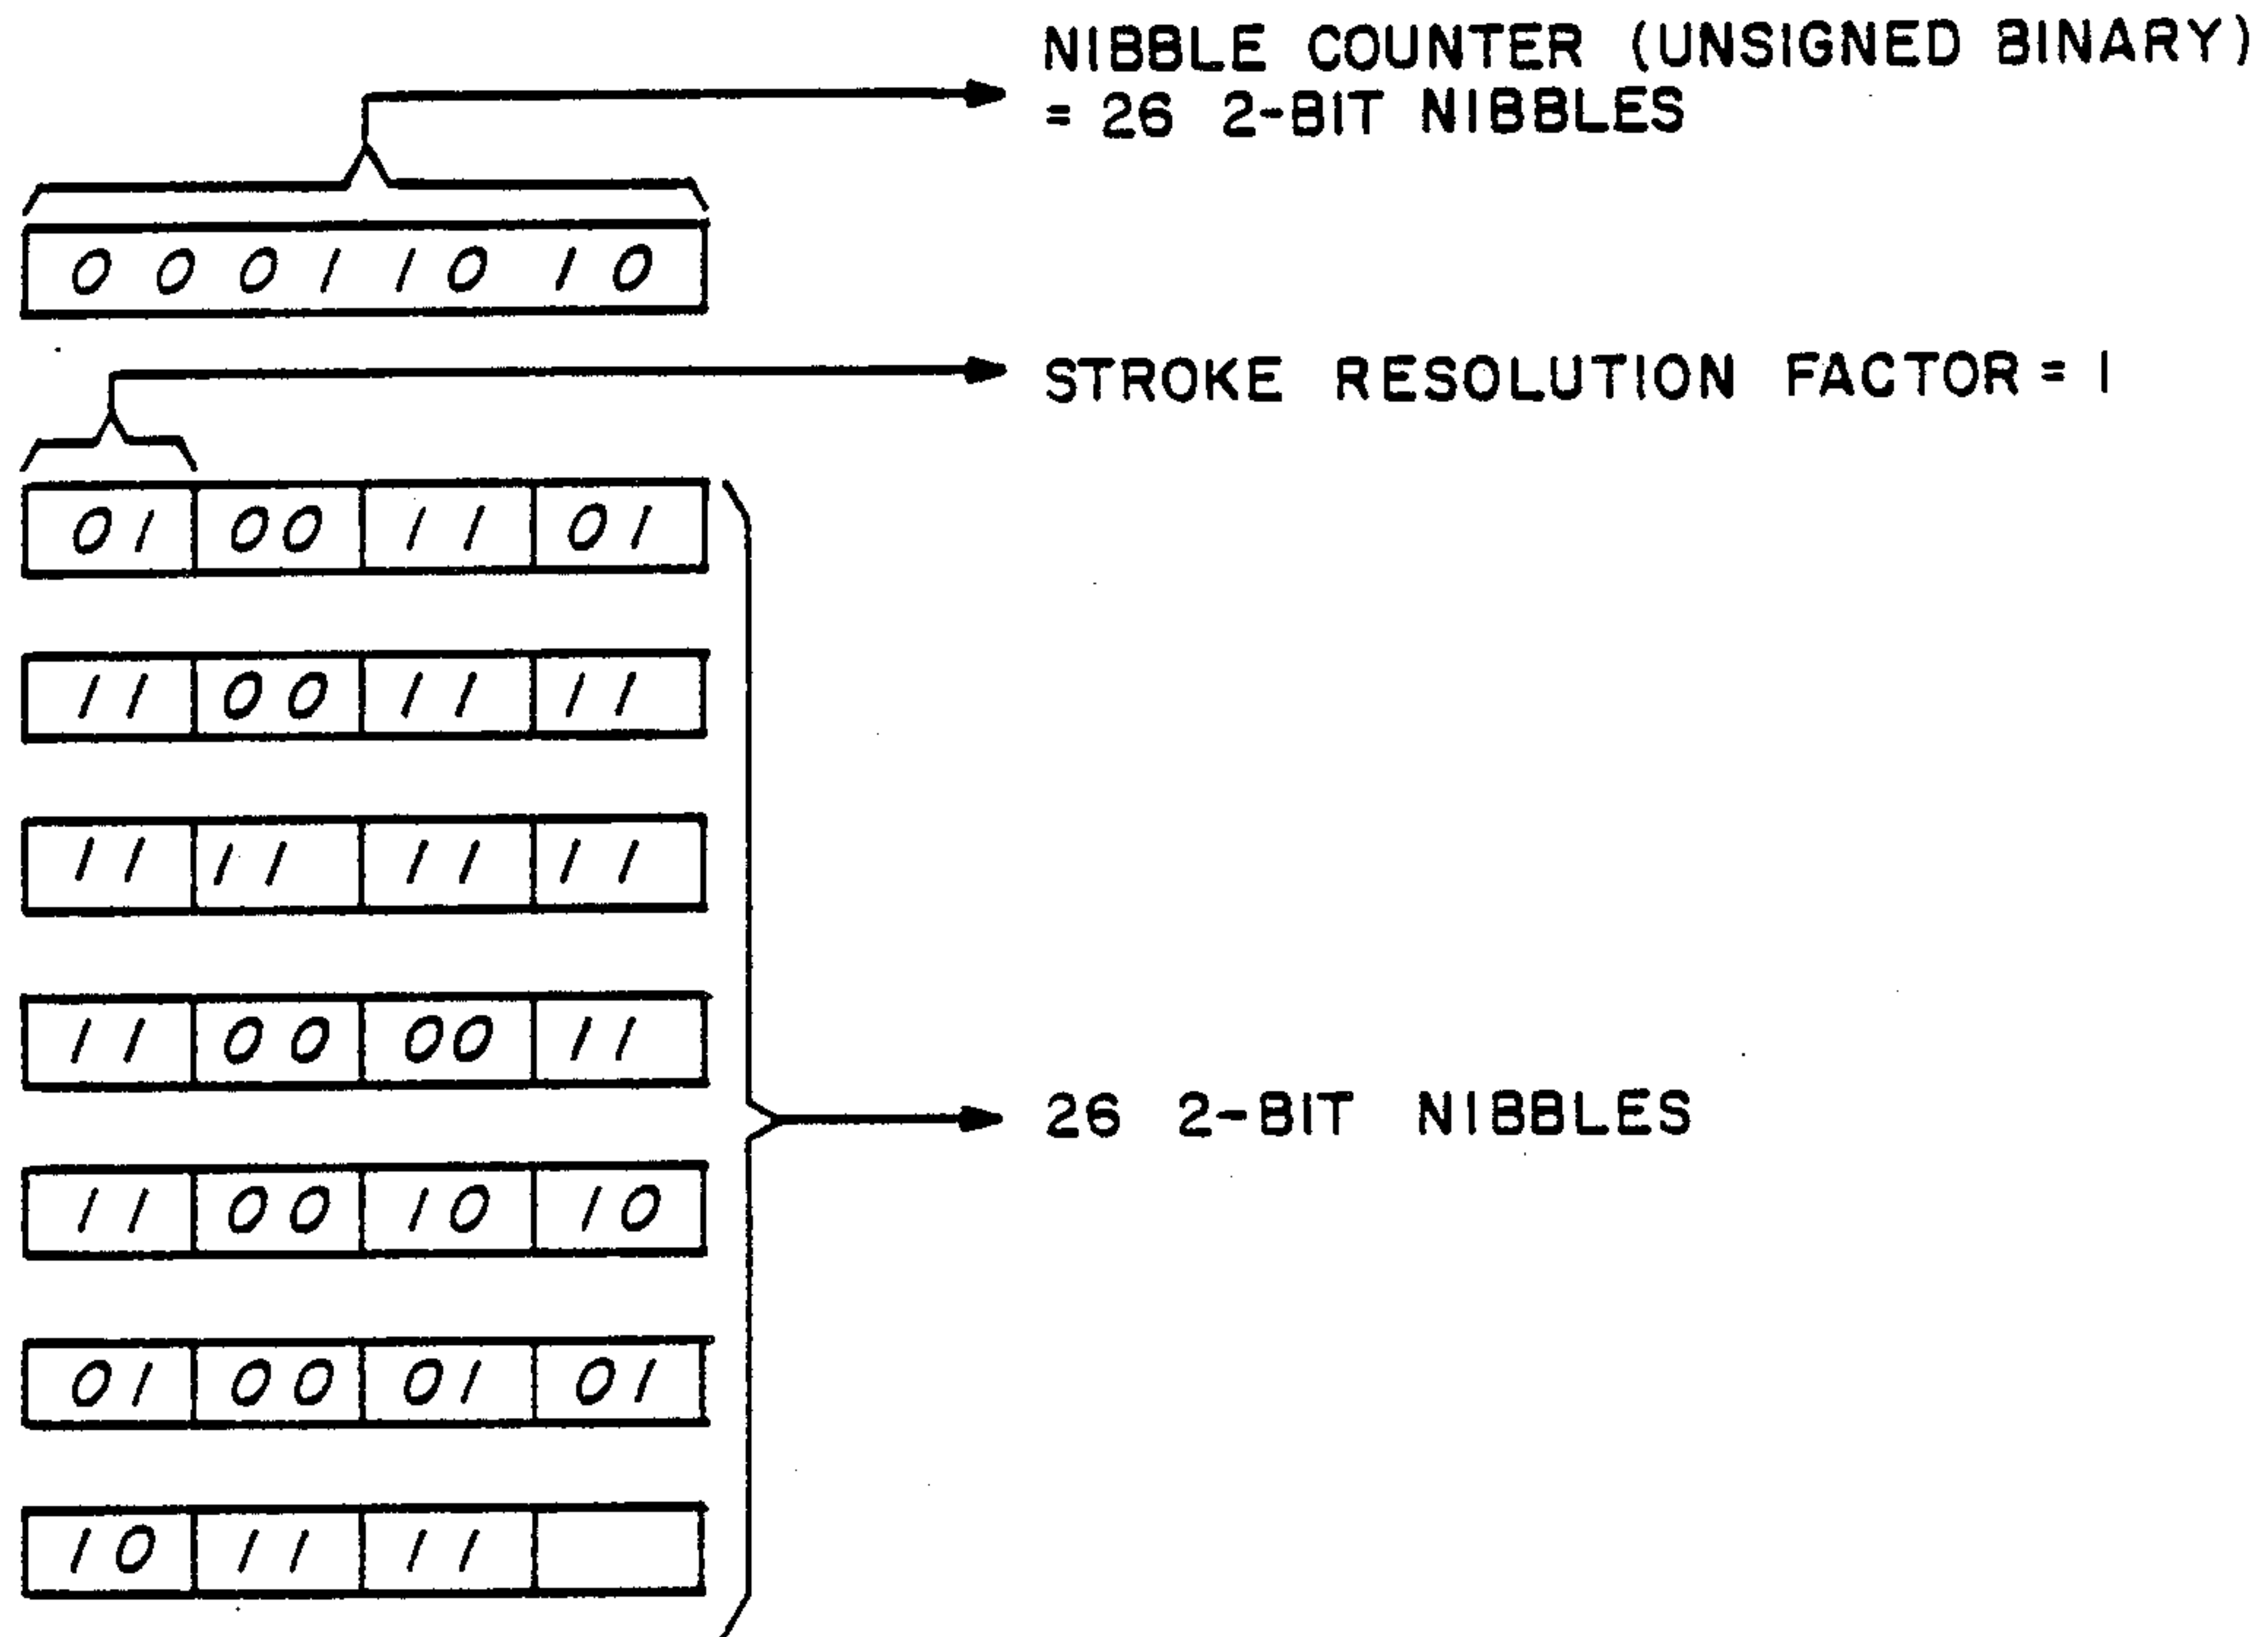 NIBBLE COUNTER (UNSIGNED BINARY)
= 26 2-BIT NIBBLES
0 0 0 1 1 0 1 0
STROKE RESOLUTION FACTOR = 1
01 00 11 01
11 00 11 11
11 11 11 11
11 00 00 11
26 2-BIT NIBBLES
11 00 10 10
01 00 01 01
10 11 11